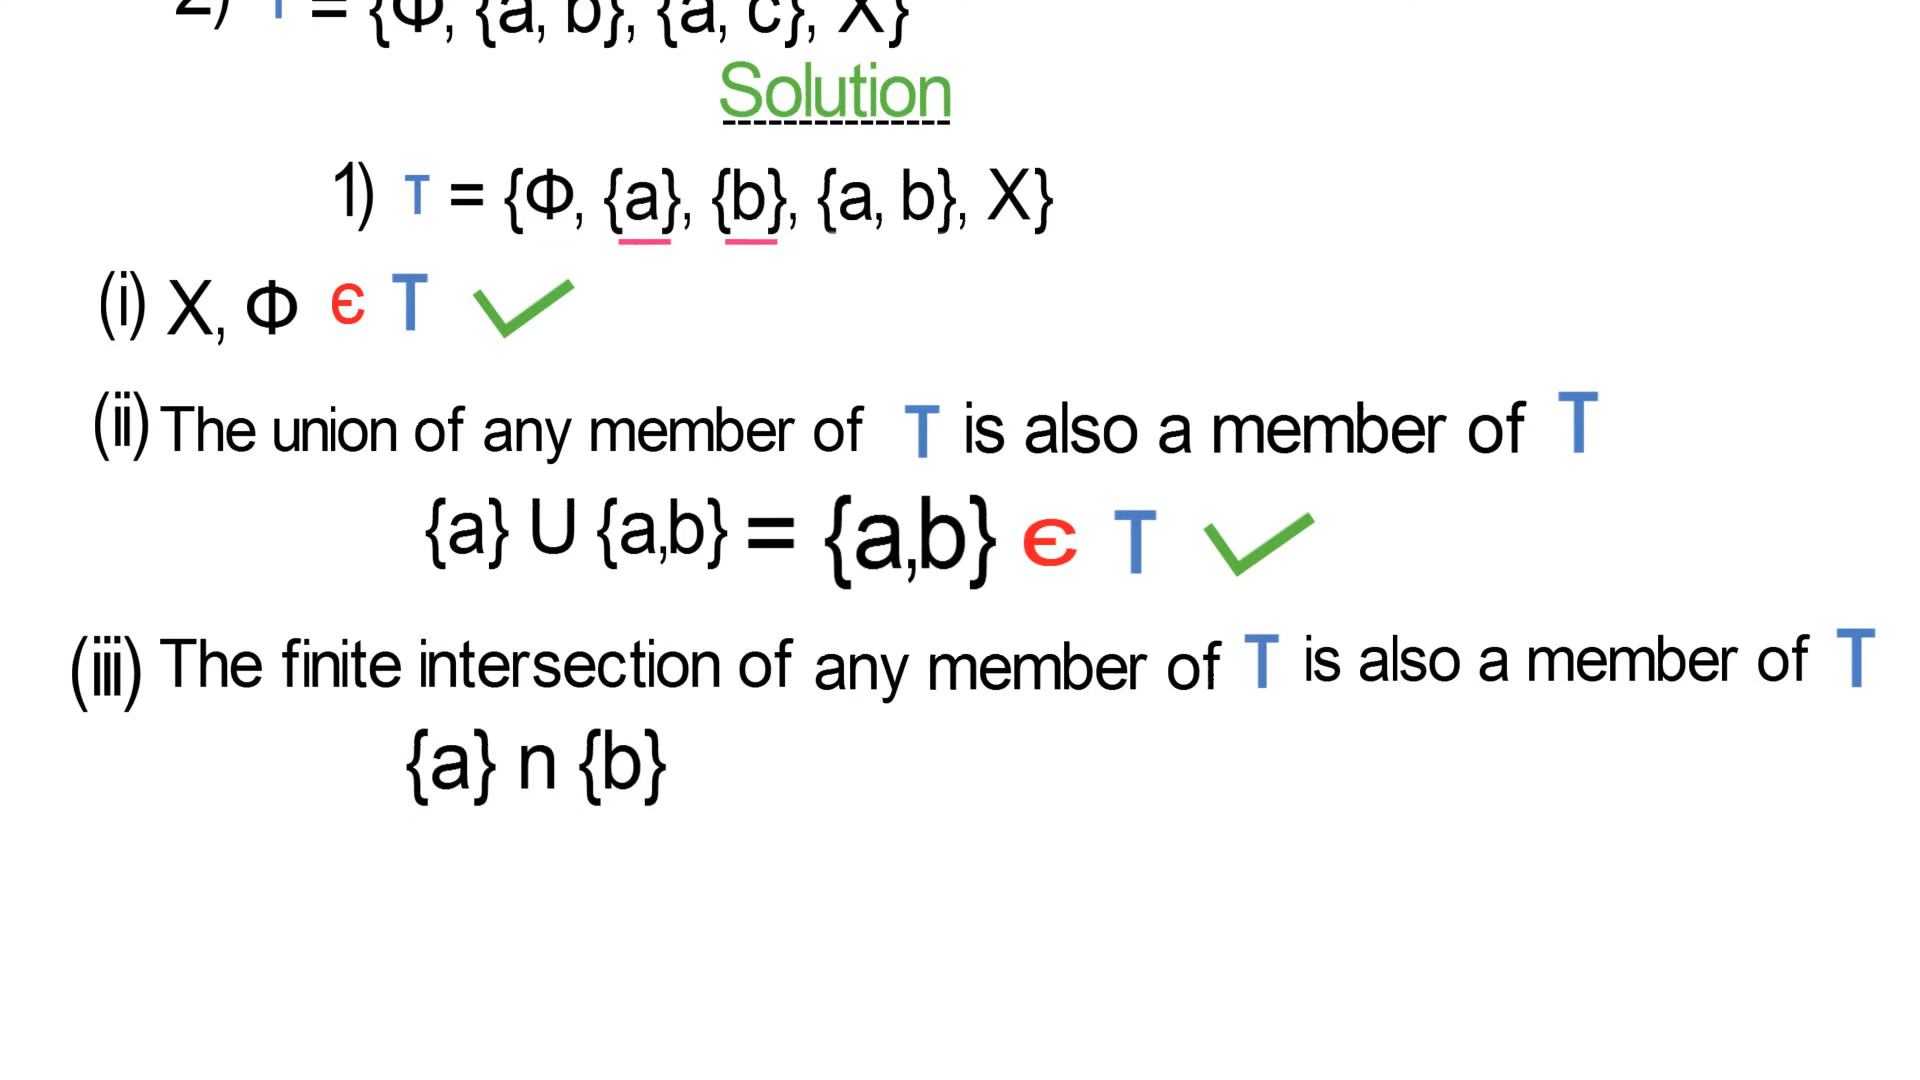 2) T = {Φ, {a, b}, {a, c}, X}
Solution
1) T = {Φ, {a}, {b}, {a, b}, X}
(i) X, Φ є T
(ii) The union of any member of T is also a member of T
{a} U {a,b} = {a,b} є T
(iii) The finite intersection of any member of T is also a member of T
{a} n {b}